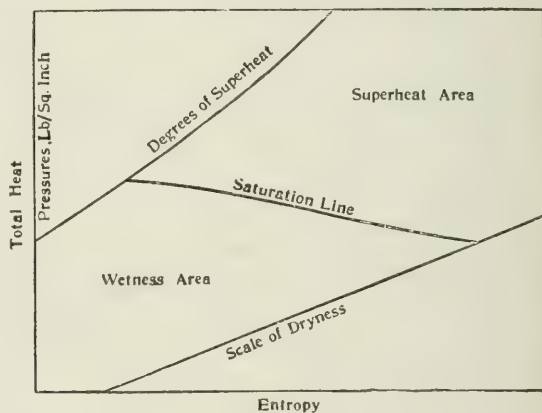 Total Heat
Pressures, Lb/Sq. Inch
Degrees of Superheat
Superheat Area
Saturation Line
Wetness Area
Scale of Dryness
Entropy